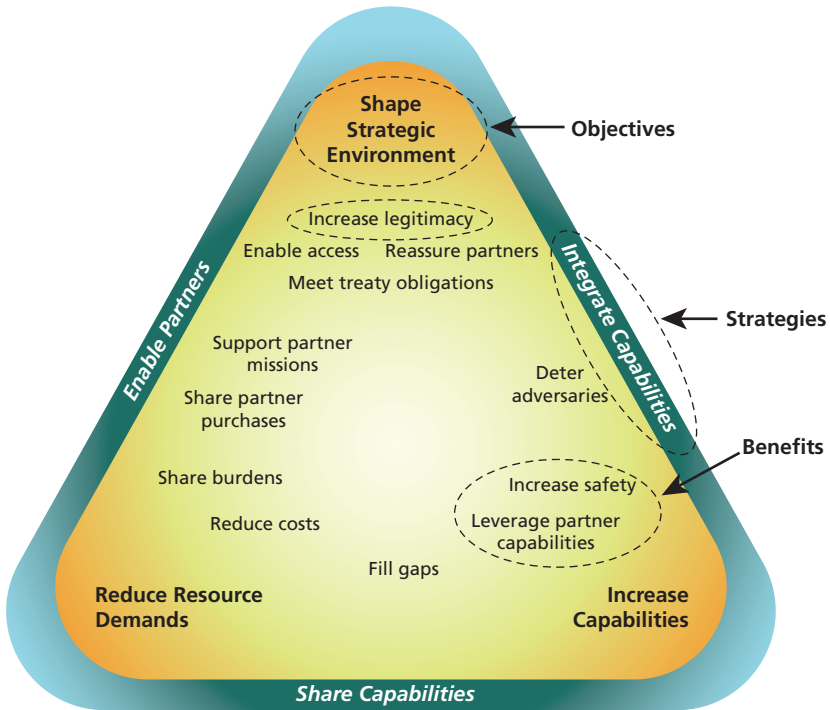 Shape
Strategic
Environment
Objectives
Increase legitimacy
Enable access
Reassure partners
Meet treaty obligations
Enable Partners
Integrate Capabilities
Strategies
Support partner
missions
Deter
adversaries
Share partner
purchases
Benefits
Share burdens
Increase safety
Reduce costs
Leverage partner
capabilities
Fill gaps
Reduce Resource
Demands
Increase
Capabilities
Share Capabilities